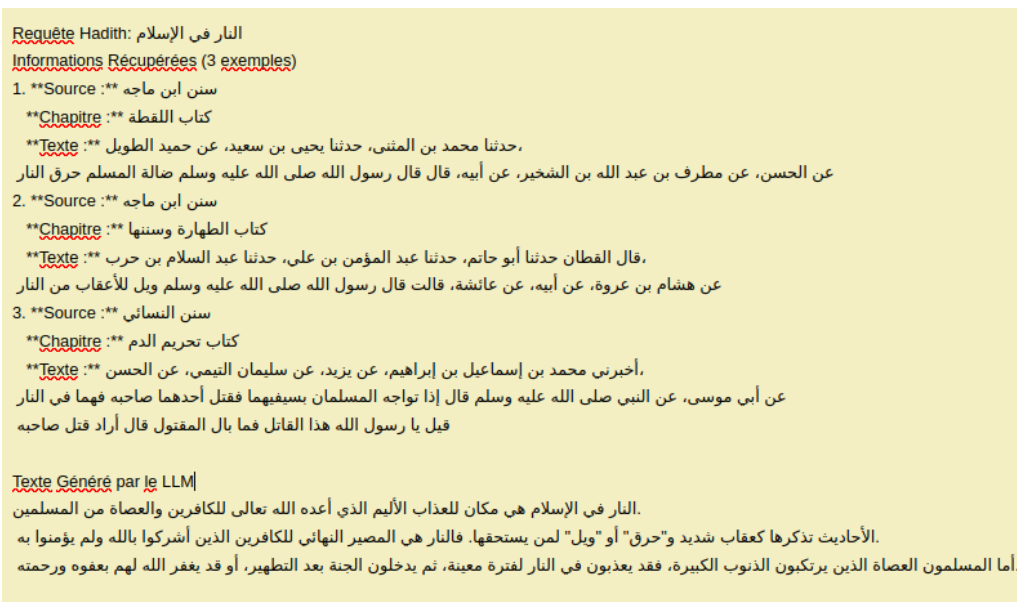 Requête Hadith: النار في الإسلام
Informations Récupérées (3 exemples)
1. **Source :** سنن ابن ماجه
**Chapitre :** كتاب اللقطة
**Texte :** حدثنا محمد بن المثنى، حدثنا يحيى بن سعيد، عن حميد الطويل،
عن الحسن، عن مطرف بن عبد الله بن الشخير، عن أبيه، قال قال رسول الله صلى الله عليه وسلم ضالة المسلم حرق النار
2. **Source :** سنن ابن ماجه
**Chapitre :** كتاب الطهارة وسننها
**Texte :** قال القطان حدثنا أبو حاتم، حدثنا عبد المؤمن بن علي، حدثنا عبد السلام بن حرب،
عن هشام بن عروة، عن أبيه، عن عائشة، قالت قال رسول الله صلى الله عليه وسلم ويل للأعقاب من النار
3. **Source :** سنن النسائي
**Chapitre :** كتاب تحريم الدم
**Texte :** أخبرني محمد بن إسماعيل بن إبراهيم، عن يزيد، عن سليمان التيمي، عن الحسن،
عن أبي موسى، عن النبي صلى الله عليه وسلم قال إذا تواجه المسلمان بسيفيهما فقتل أحدهما صاحبه فهما في النار
قيل يا رسول الله هذا القاتل فما بال المقتول قال أراد قتل صاحبه
Texte Généré par le LLM
النار في الإسلام هي مكان للعذاب الأليم الذي أعده الله تعالى للكافرين والعصاة من المسلمين.
الأحاديث تذكرها كعقاب شديد و"حرق" أو "ويل" لمن يستحقها. فالنار هي المصير النهائي للكافرين الذين أشركوا بالله ولم يؤمنوا به.
أما المسلمون العصاة الذين يرتكبون الذنوب الكبيرة، فقد يعذبون في النار لفترة معينة، ثم يدخلون الجنة بعد التطهير، أو قد يغفر الله لهم بعفوه ورحمته.